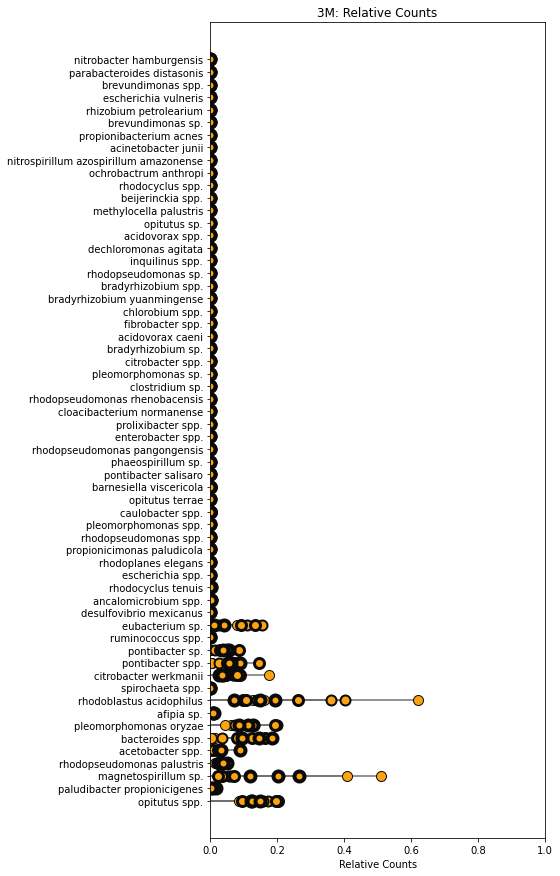 3M: Relative Counts
nitrobacter hamburgensis
parabacteroides distasonis
brevundimonas spp.
escherichia vulneris
rhizobium petrolearium
brevundimonas sp.
propionibacterium acnes
acinetobacter junii
nitrospirillum azospirillum amazonense
ochrobactrum anthropi
rhodocyclus spp.
beijerinckia spp.
methylocella palustris
opitutus sp.
acidovorax spp.
dechloromonas agitata
inquilinus spp.
rhodopseudomonas sp.
bradyrhizobium spp.
bradyrhizobium yuanmingense
chlorobium spp.
fibrobacter spp.
acidovorax caeni
bradyrhizobium sp.
citrobacter spp.
pleomorphomonas sp.
clostridium sp.
rhodopseudomonas rhenobacensis
cloacibacterium normanense
prolixibacter spp.
enterobacter spp.
rhodopseudomonas pangongensis
phaeospirillum sp.
pontibacter salisaro
barnesiella viscericola
opitutus terrae
caulobacter spp.
pleomorphomonas spp.
rhodopseudomonas spp.
propionicimonas paludicola
rhodoplanes elegans
escherichia spp.
rhodocyclus tenuis
ancalomicrobium spp.
desulfovibrio mexicanus
eubacterium sp.
ruminococcus spp.
pontibacter sp.
pontibacter spp.
citrobacter werkmanii
spirochaeta spp.
rhodoblastus acidophilus
afipia sp.
pleomorphomonas oryzae
bacteroides spp.
acetobacter spp.
rhodopseudomonas palustris
magnetospirillum sp.
paludibacter propionicigenes
opitutus spp.
0.0 0.2 0.4 0.6 0.8 1.0
Relative Counts